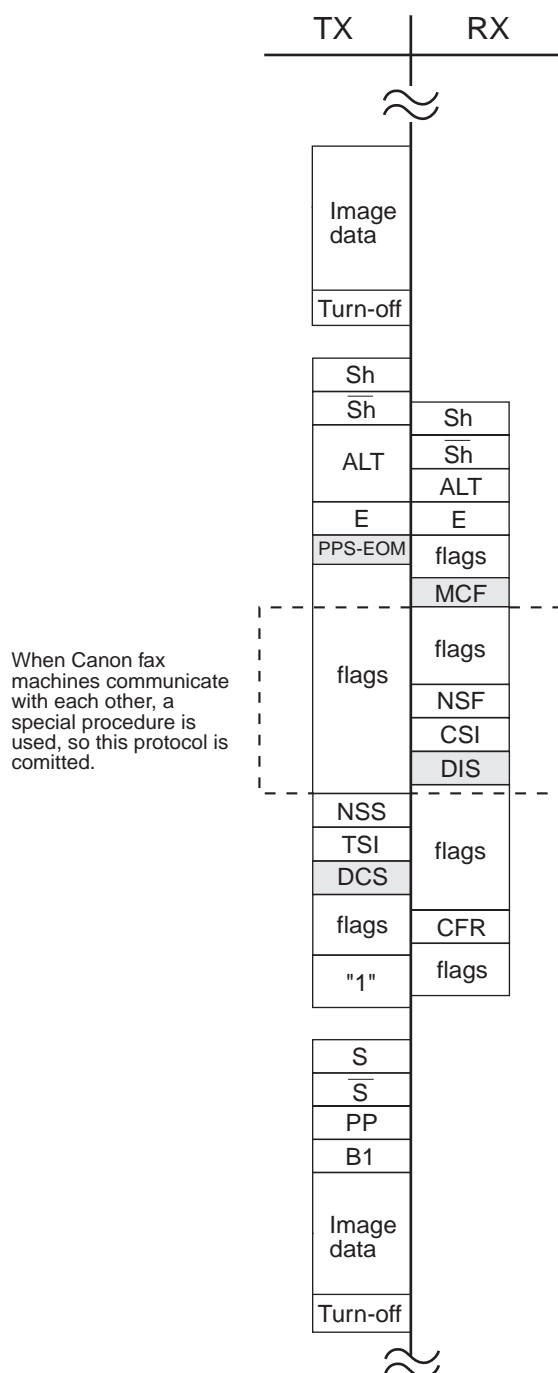 TX RX
Image
data
Turn-off
Sh
S̅h̅
ALT
E
PPS-EOM
Sh
S̅h̅
ALT
E
flags
MCF
When Canon fax
machines communicate
with each other, a
special procedure is
used, so this protocol is
comitted.
flags
flags
NSF
CSI
DIS
NSS
TSI
DCS
flags
"1"
flags
CFR
flags
S
S̅
PP
B1
Image
data
Turn-off